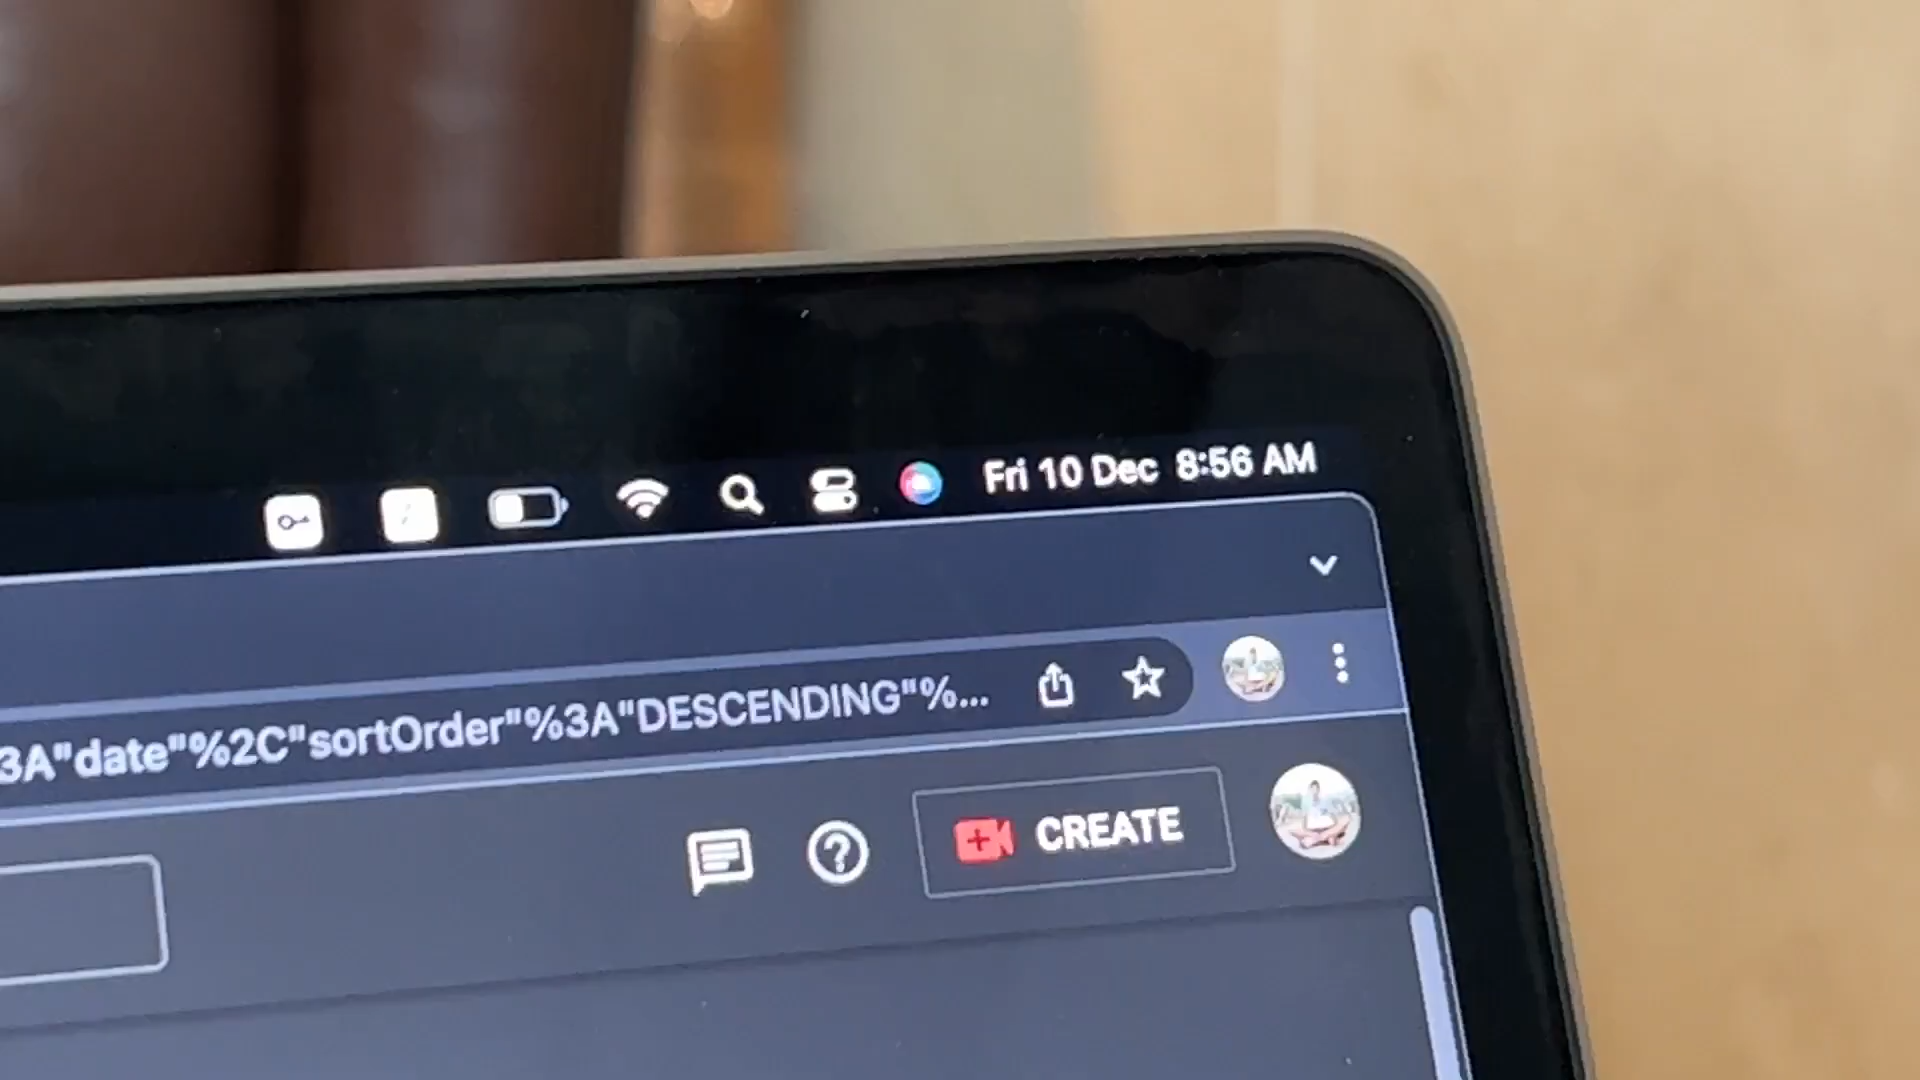 Fri 10 Dec 8:56 AM
3A"date"%2C"sortOrder"%3A"DESCENDING"%...
CREATE